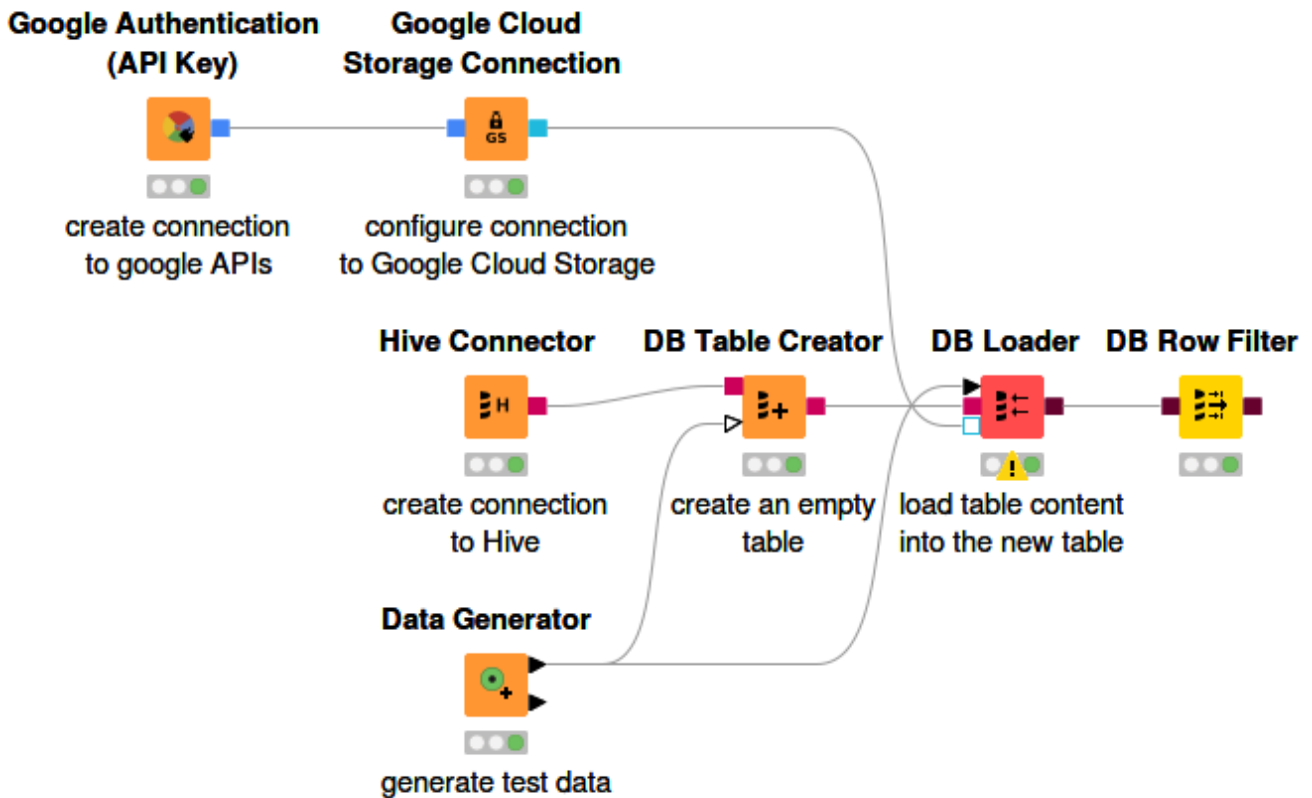 Google Authentication
(API Key)
Google Cloud
Storage Connection
GS
create connection
to google APIs
configure connection
to Google Cloud Storage
Hive Connector
DB Table Creator
DB Loader
DB Row Filter
H
create connection
to Hive
create an empty
table
load table content
into the new table
Data Generator
generate test data